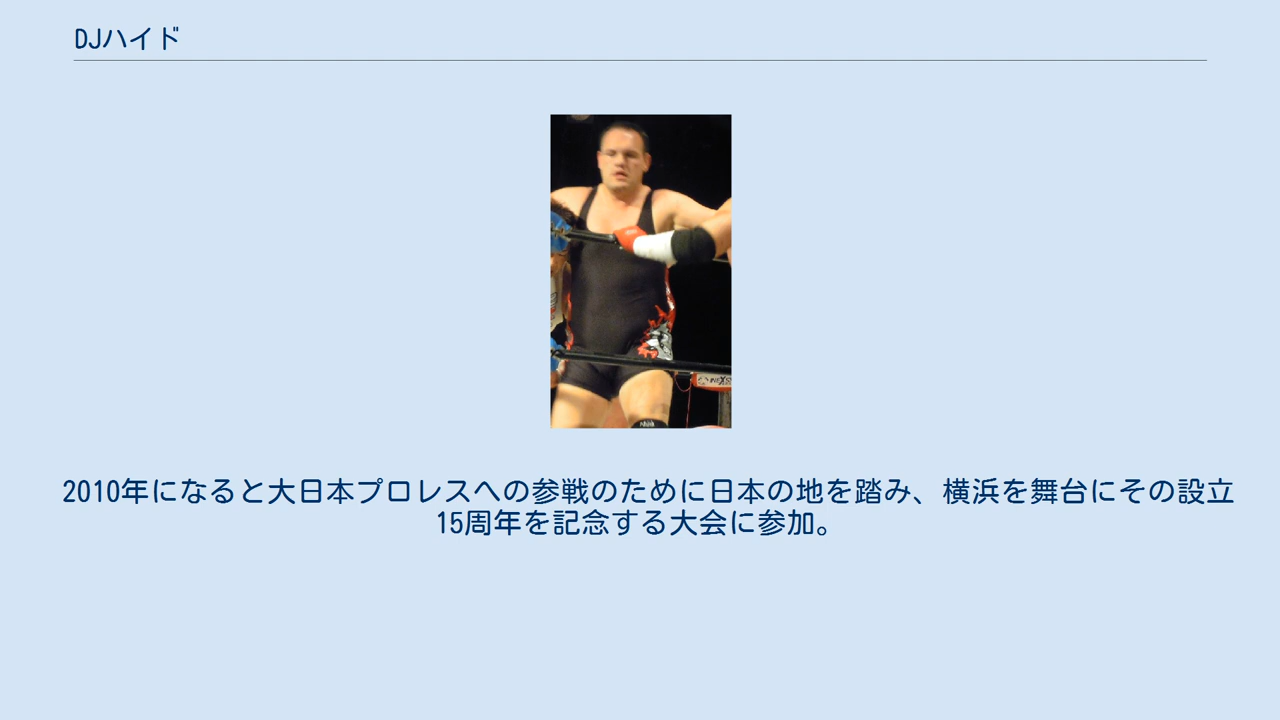 DJハイド
2010年になると大日本プロレスへの参戦のために日本の地を踏み、横浜を舞台にその設立
15周年を記念する大会に参加。